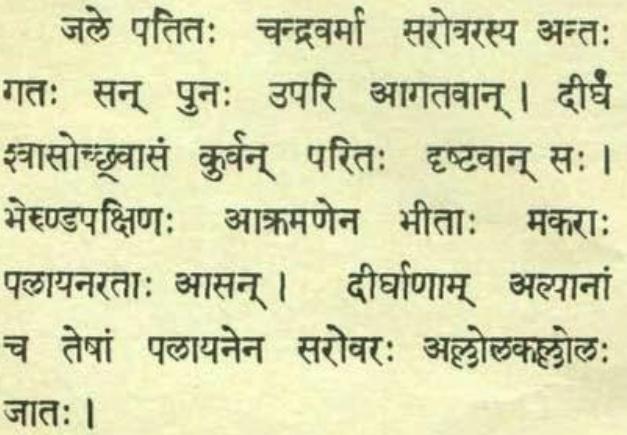 जले पतितः चन्द्रवर्मा सरोवरस्य अन्तः
गतः सन् पुनः उपरि आगतवान् । दीर्घं
श्वासोच्छ्वासं कुर्वन् परितः दृष्टवान् सः ।
भेरुण्डपक्षिणः आक्रमणेन भीताः मकराः
पलायनरताः आसन् । दीर्घाणाम् अल्पानां
च तेषां पलायनेन सरोवरः अल्लोलकल्लोलः
जातः ।